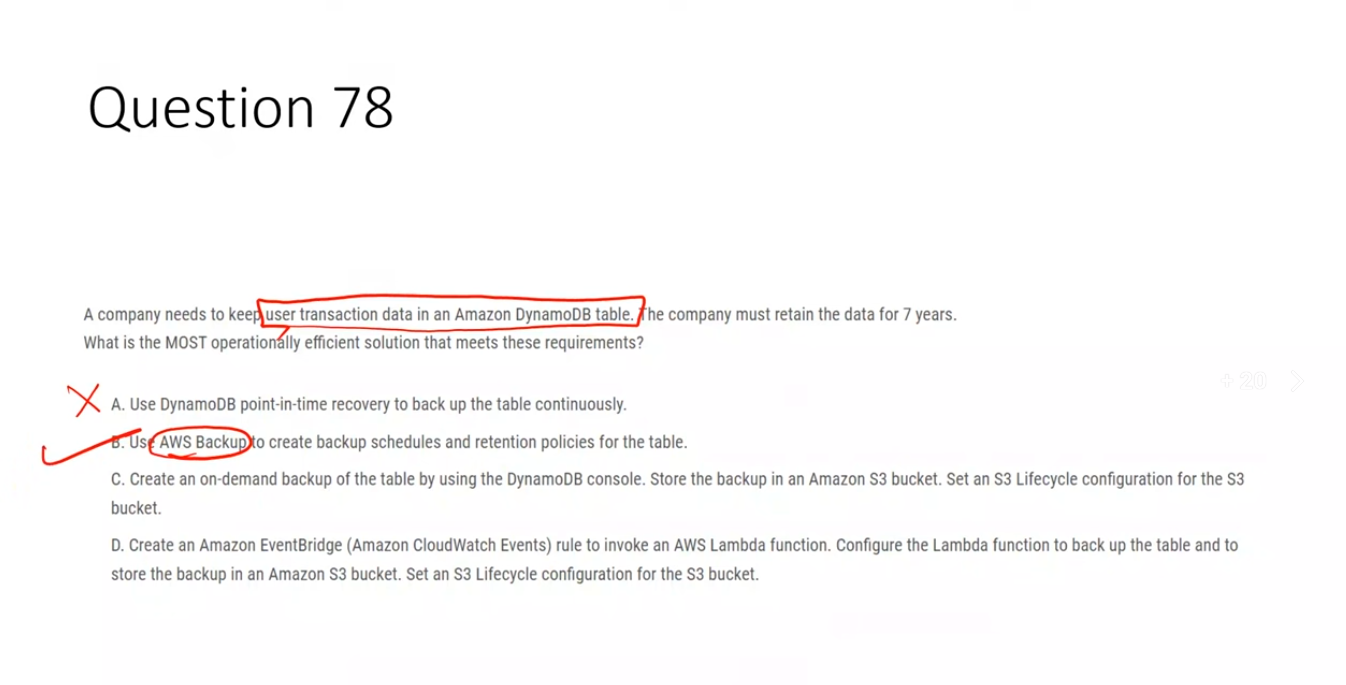 Question 78
A company needs to keep user transaction data in an Amazon DynamoDB table. The company must retain the data for 7 years.
What is the MOST operationally efficient solution that meets these requirements?
A. Use DynamoDB point-in-time recovery to back up the table continuously.
+ 20
B. Use AWS Backup to create backup schedules and retention policies for the table.
C. Create an on-demand backup of the table by using the DynamoDB console. Store the backup in an Amazon S3 bucket. Set an S3 Lifecycle configuration for the S3
bucket.
D. Create an Amazon EventBridge (Amazon CloudWatch Events) rule to invoke an AWS Lambda function. Configure the Lambda function to back up the table and to
store the backup in an Amazon S3 bucket. Set an S3 Lifecycle configuration for the S3 bucket.